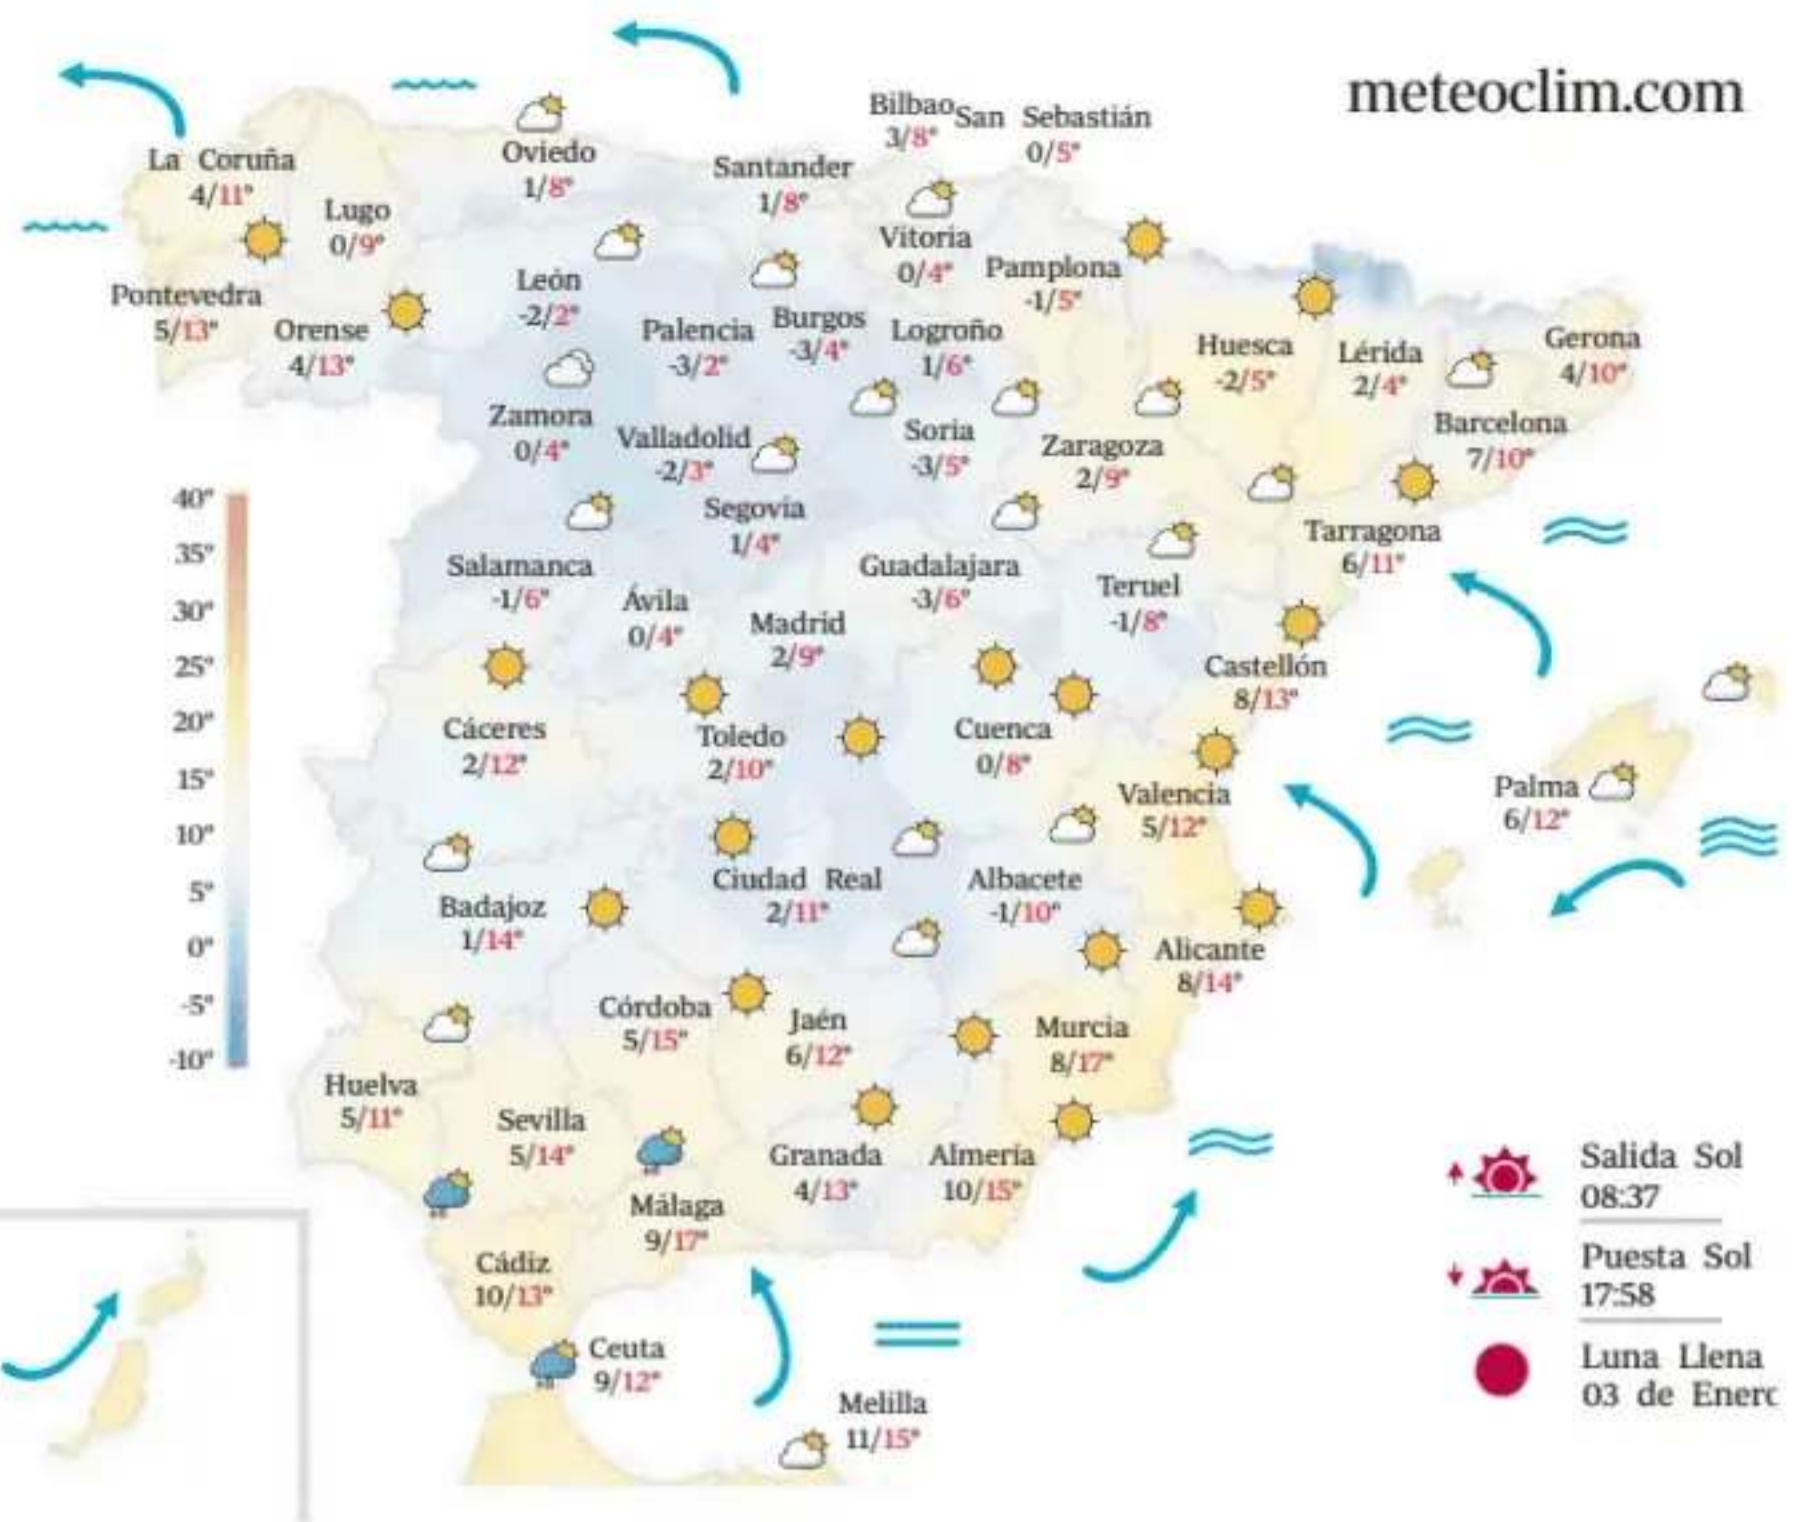 meteoclim.com
La Coruña
4/11°
Lugo
0/9°
Oviedo
1/8°
Santander
1/8°
Bilbao
3/8°
San Sebastián
0/5°
Vitoria
0/4°
Pamplona
-1/5°
Pontevedra
5/13°
Orense
4/13°
León
-2/2°
Palencia
-3/2°
Burgos
-3/4°
Logroño
1/6°
Huesca
-2/5°
Lérida
2/4°
Gerona
4/10°
Zamora
0/4°
Valladolid
-2/3°
Soria
-3/5°
Zaragoza
2/9°
Barcelona
7/10°
Segovia
1/4°
Tarragona
6/11°
Salamanca
-1/6°
Ávila
0/4°
Madrid
2/9°
Guadalajara
-3/6°
Teruel
-1/8°
Castellón
8/13°
Cáceres
2/12°
Toledo
2/10°
Cuenca
0/8°
Valencia
5/12°
Palma
6/12°
Badajoz
1/14°
Ciudad Real
2/11°
Albacete
-1/10°
Alicante
8/14°
Córdoba
5/15°
Jaén
6/12°
Murcia
8/17°
Huelva
5/11°
Sevilla
5/14°
Málaga
9/17°
Granada
4/13°
Almería
10/15°
Cádiz
10/13°
Ceuta
9/12°
Melilla
11/15°
40°
35°
30°
25°
20°
15°
10°
5°
0°
-5°
-10°
Salida Sol
08:37
Puesta Sol
17:58
Luna Llena
03 de Enero